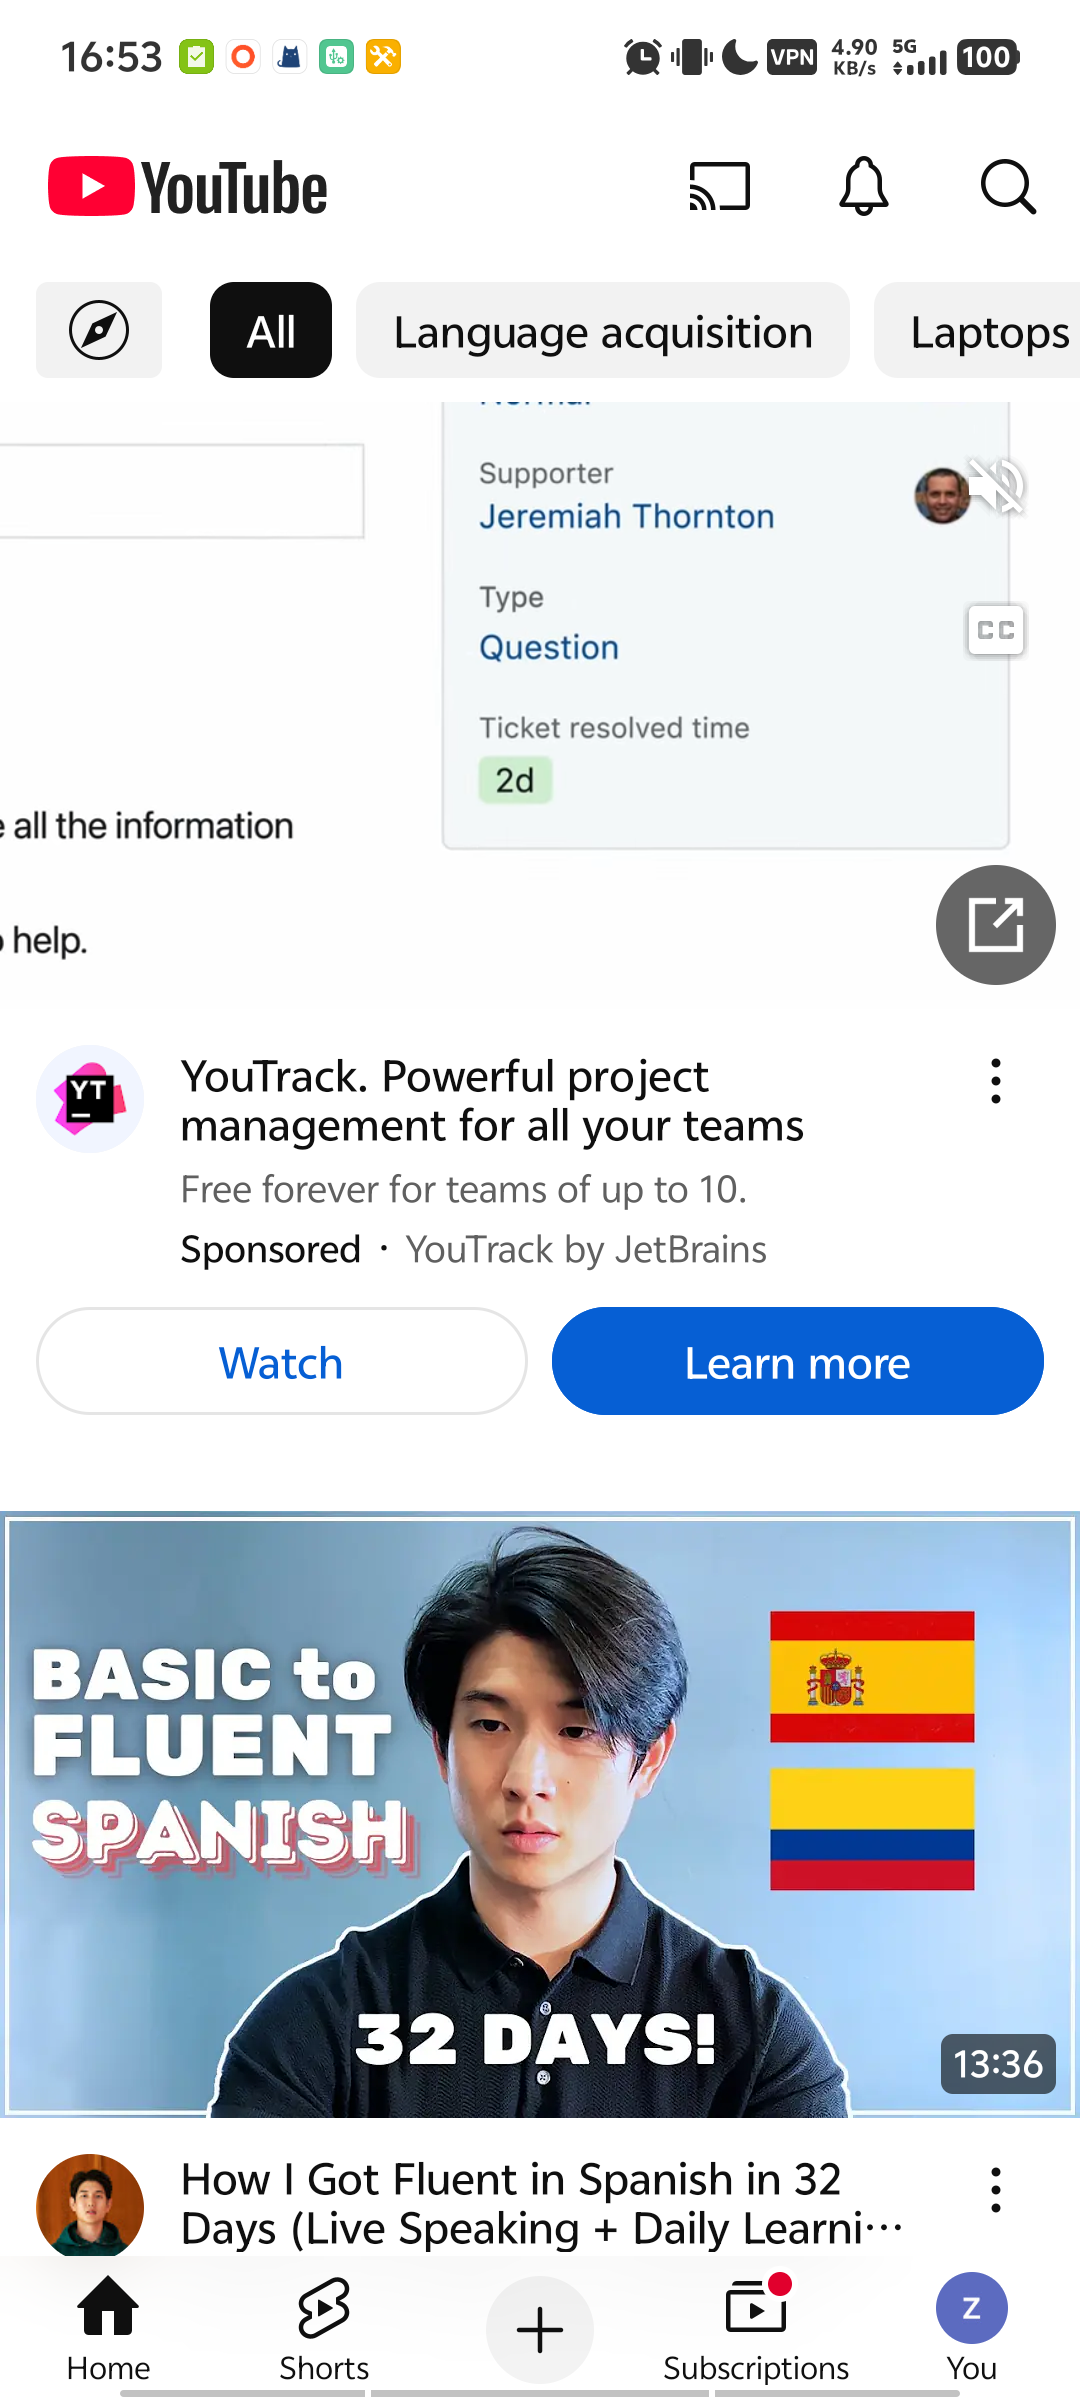 16:53
VPN
4.90
KB/s
5G
100
YouTube
All
Language acquisition
Laptops
Normal
Supporter
Jeremiah Thornton
CC
Type
Question
Ticket resolved time
2d
all the information
help.
YT
YouTrack. Powerful project
management for all your teams
Free forever for teams of up to 10.
Sponsored · YouTrack by JetBrains
Watch
Learn more
BASIC to
FLUENT
SPANISH
32 DAYS!
13:36
How I Got Fluent in Spanish in 32
Days (Live Speaking + Daily Learni...
Home
Shorts
Subscriptions
Z
You